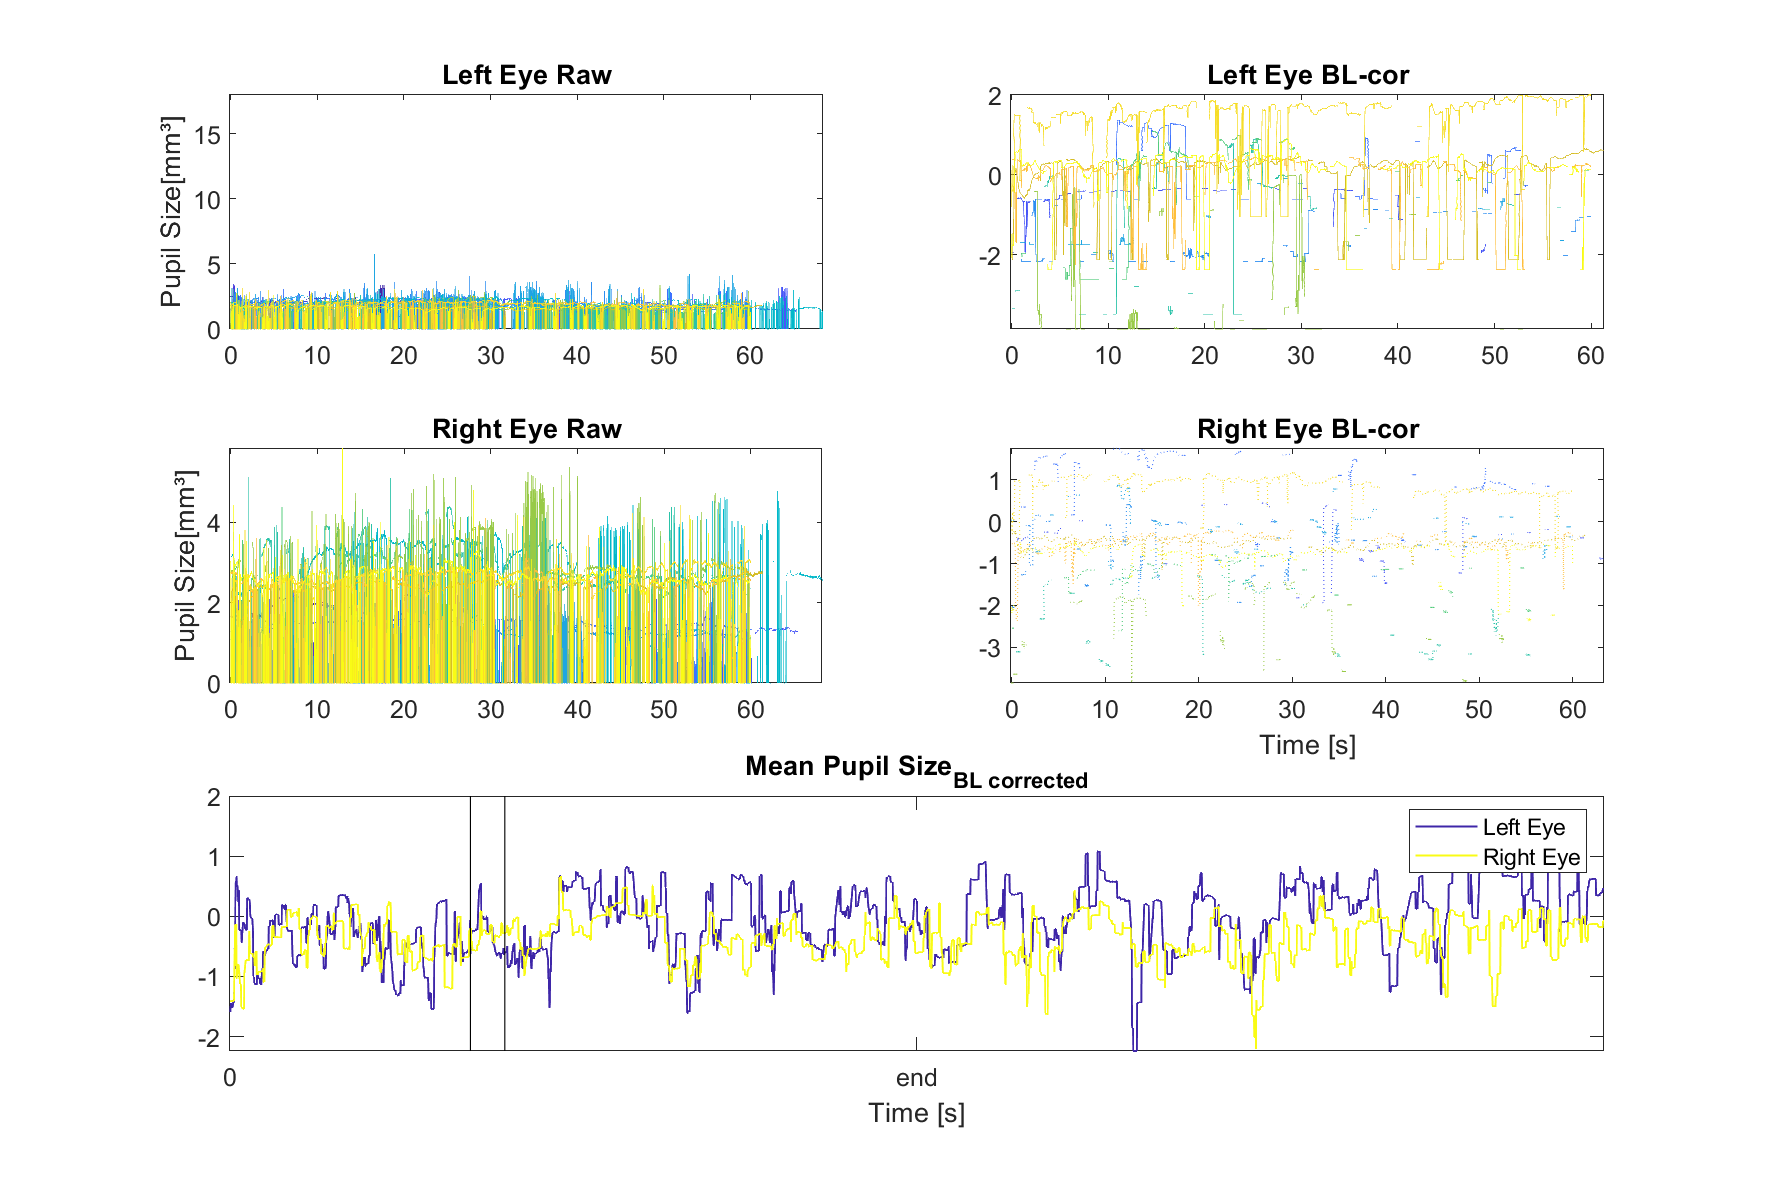 Left Eye Raw
Pupil Size[mm³]
15
10
5
0
0 10 20 30 40 50 60
Left Eye BL-cor
2
0
-2
0 10 20 30 40 50 60
Right Eye Raw
Pupil Size[mm³]
4
2
0
0 10 20 30 40 50 60
Right Eye BL-cor
1
0
-1
-2
-3
0 10 20 30 40 50 60
Time [s]
Mean Pupil Size BL corrected
2
1
0
-1
-2
Left Eye
Right Eye
0 end
Time [s]